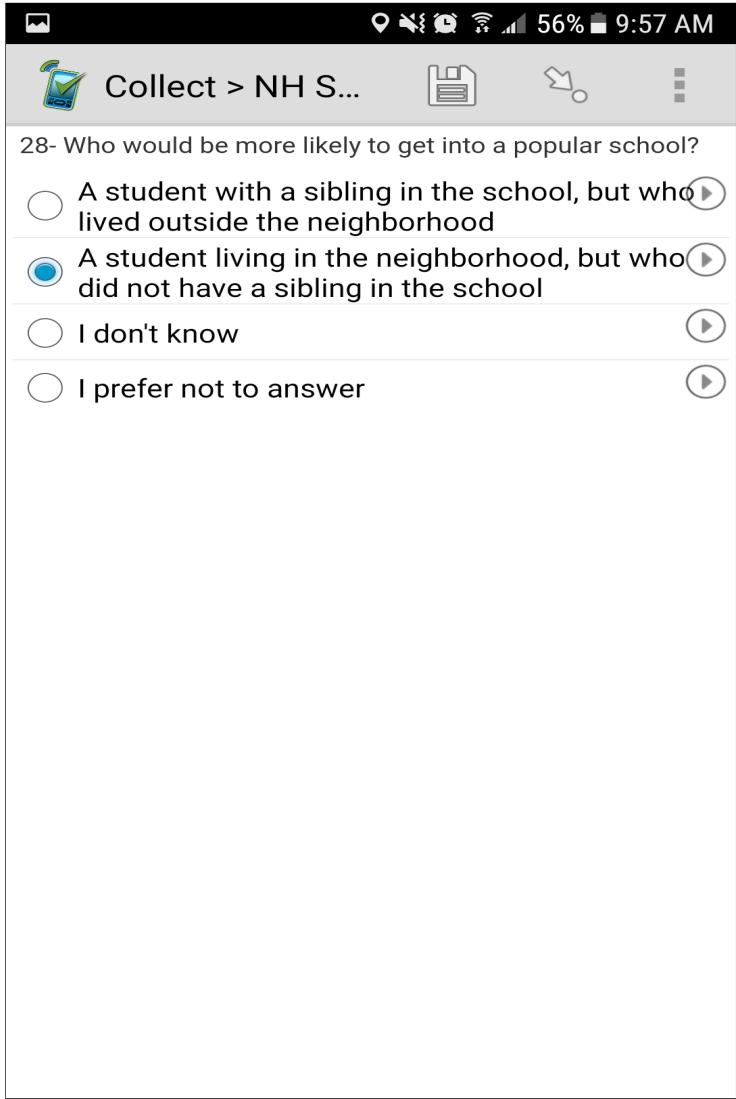 56% 9:57 AM
Collect > NH S...
28- Who would be more likely to get into a popular school?
A student with a sibling in the school, but who
lived outside the neighborhood
A student living in the neighborhood, but who
did not have a sibling in the school
I don't know
I prefer not to answer